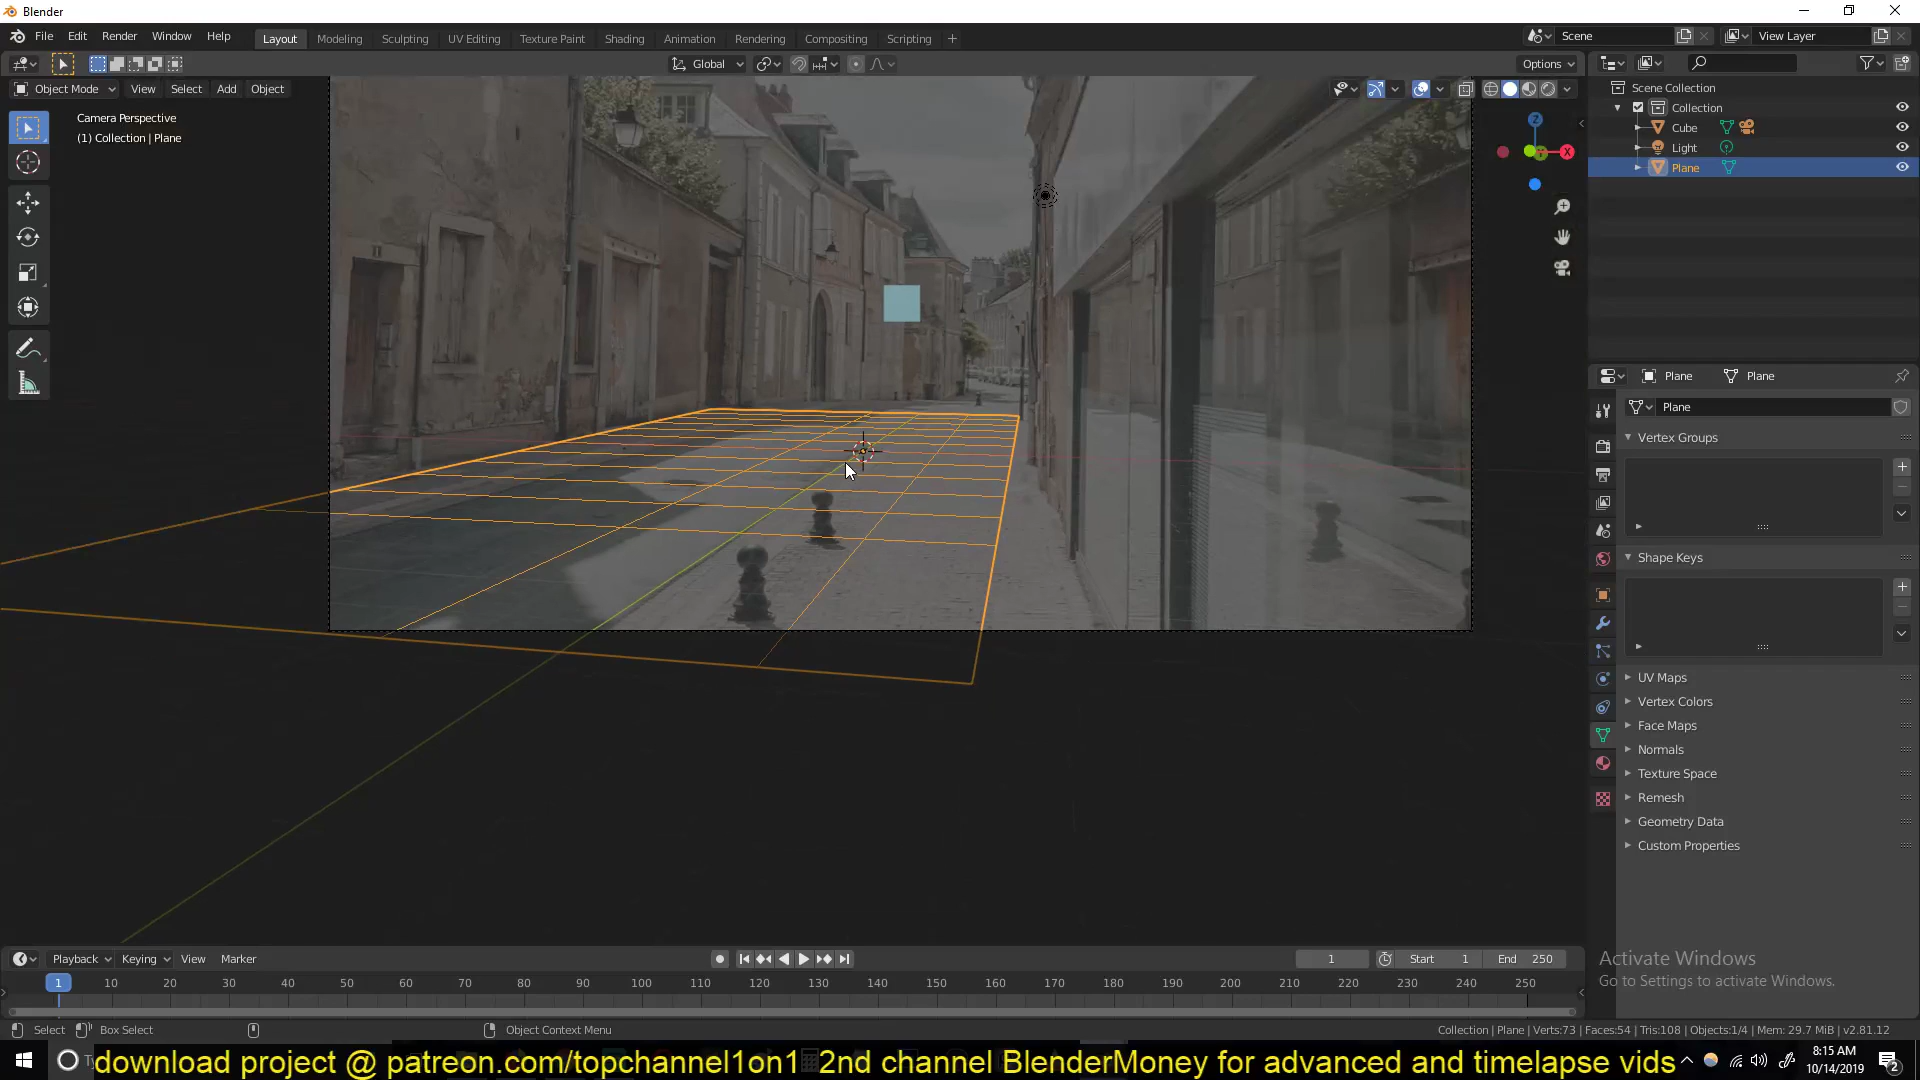 Blender
File Edit Render Window Help
Layout Modeling Sculpting UV Editing Texture Paint Shading Animation Rendering Compositing Scripting +
Scene
View Layer
Global
Options
Object Mode View Select Add Object
Camera Perspective
(1) Collection | Plane
Z
X
Scene Collection
Collection
Cube
Light
Plane
Plane Plane
Plane
Vertex Groups
Shape Keys
UV Maps
Vertex Colors
Face Maps
Normals
Texture Space
Remesh
Geometry Data
Custom Properties
Playback Keying View Marker
1 Start 1 End 250
1 10 20 30 40 50 60 70 80 90 100 110 120 130 140 150 160 170 180 190 200 210 220 230 240 250
Activate Windows
Go to Settings to activate Windows.
Select Box Select Object Context Menu
Collection | Plane | Verts:73 | Faces:54 | Tris:108 | Objects:1/4 | Mem: 29.7 MiB | v2.81.12
download project @ patreon.com/topchannel1on1 2nd channel BlenderMoney for advanced and timelapse vids
8:15 AM
10/14/2019
2